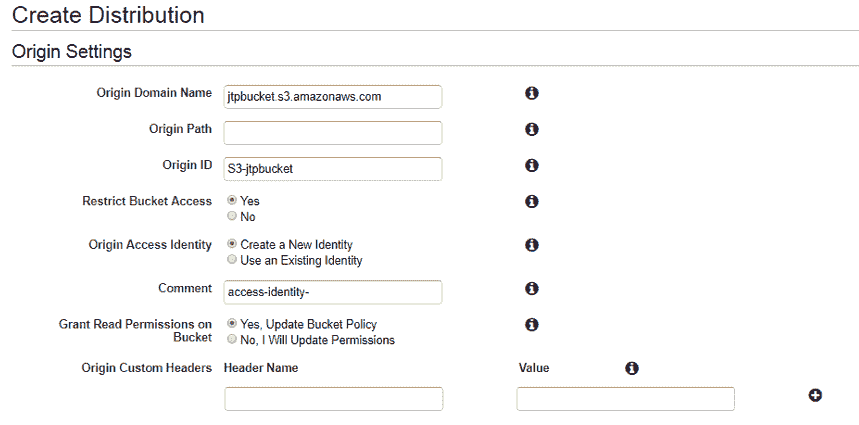 Create Distribution
Origin Settings
Origin Domain Name jtpbucket.s3.amazonaws.com
Origin Path
Origin ID S3-jtpbucket
Restrict Bucket Access Yes
No
Origin Access Identity Create a New Identity
Use an Existing Identity
Comment access-identity-
Grant Read Permissions on Yes, Update Bucket Policy
Bucket No, I Will Update Permissions
Origin Custom Headers Header Name Value